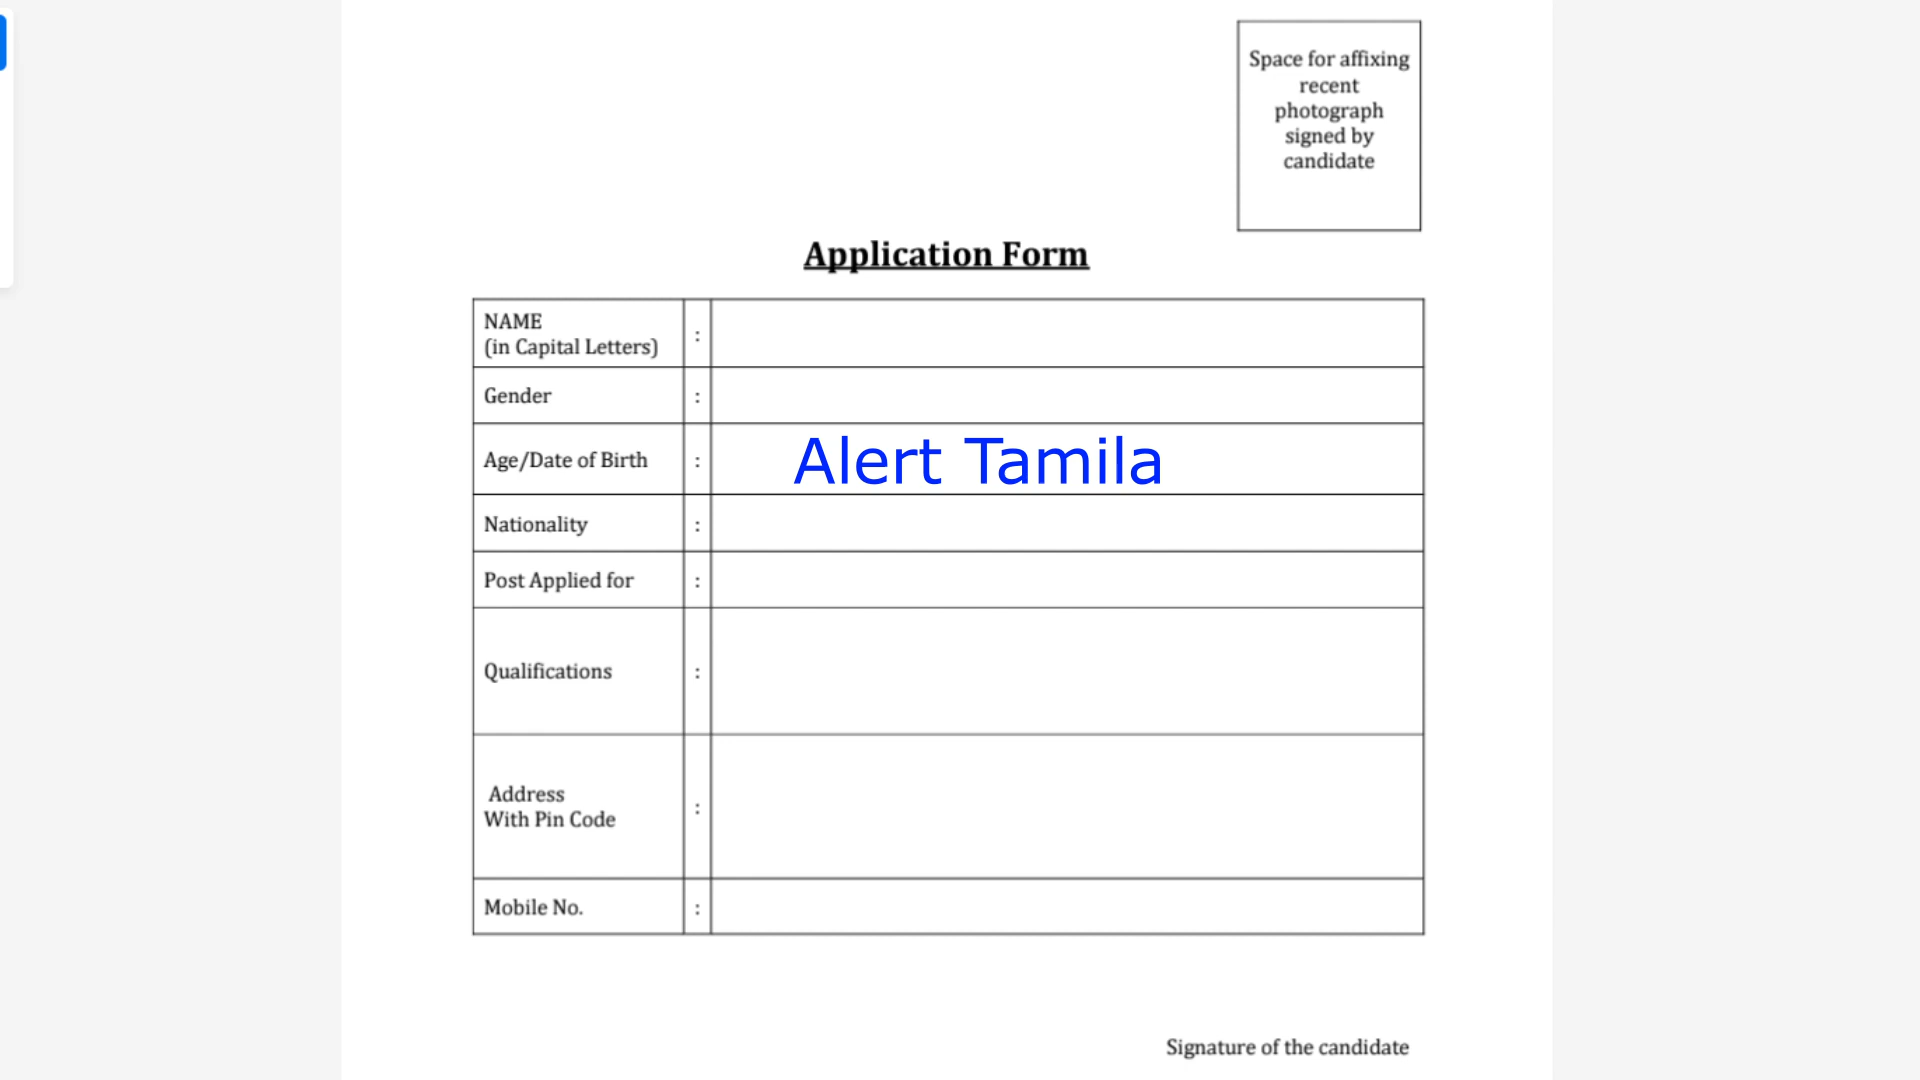 Space for affixing
recent
photograph
signed by
candidate
Application Form
NAME
(in Capital Letters) :
Gender :
Age/Date of Birth : Alert Tamila
Nationality :
Post Applied for :
Qualifications :
Address
With Pin Code :
Mobile No. :
Signature of the candidate